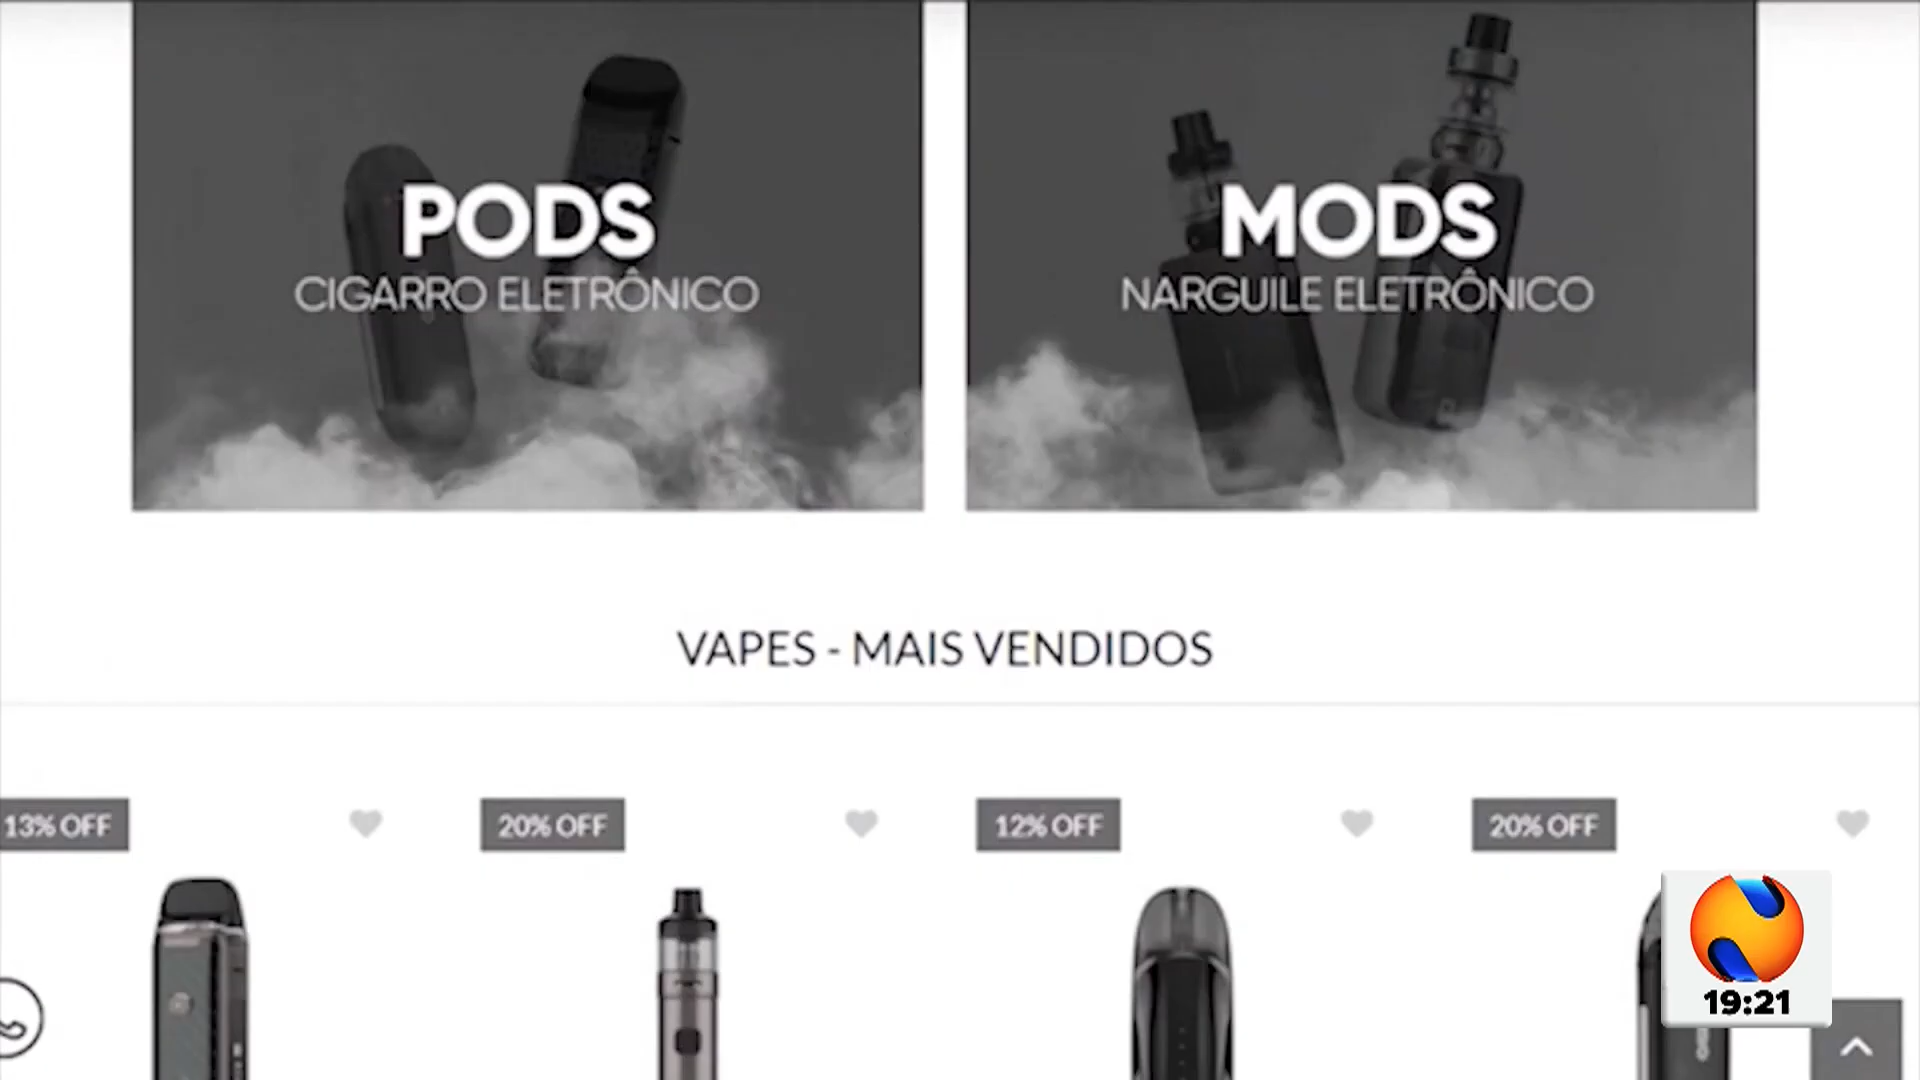 PODS
CIGARRO ELETRÔNICO
MODS
NARGUILE ELETRÔNICO
VAPES - MAIS VENDIDOS
13% OFF
20% OFF
12% OFF
20% OFF
19:21